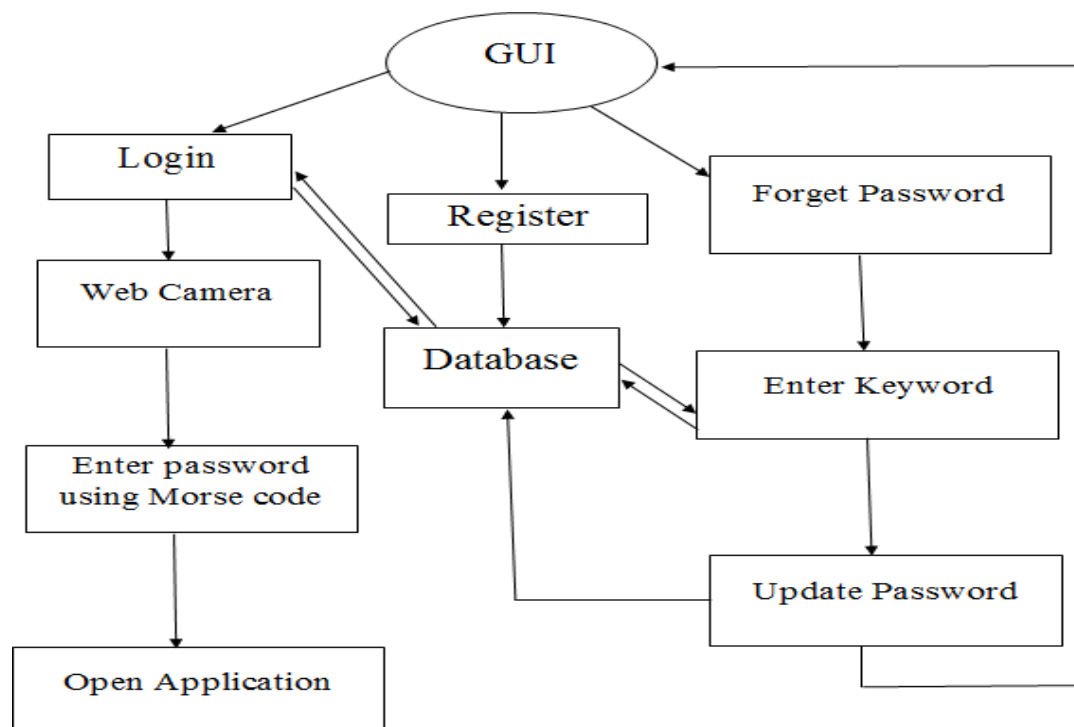 GUI
Login
Register
Forget Password
Web Camera
Database
Enter Keyword
Enter password
using Morse code
Update Password
Open Application